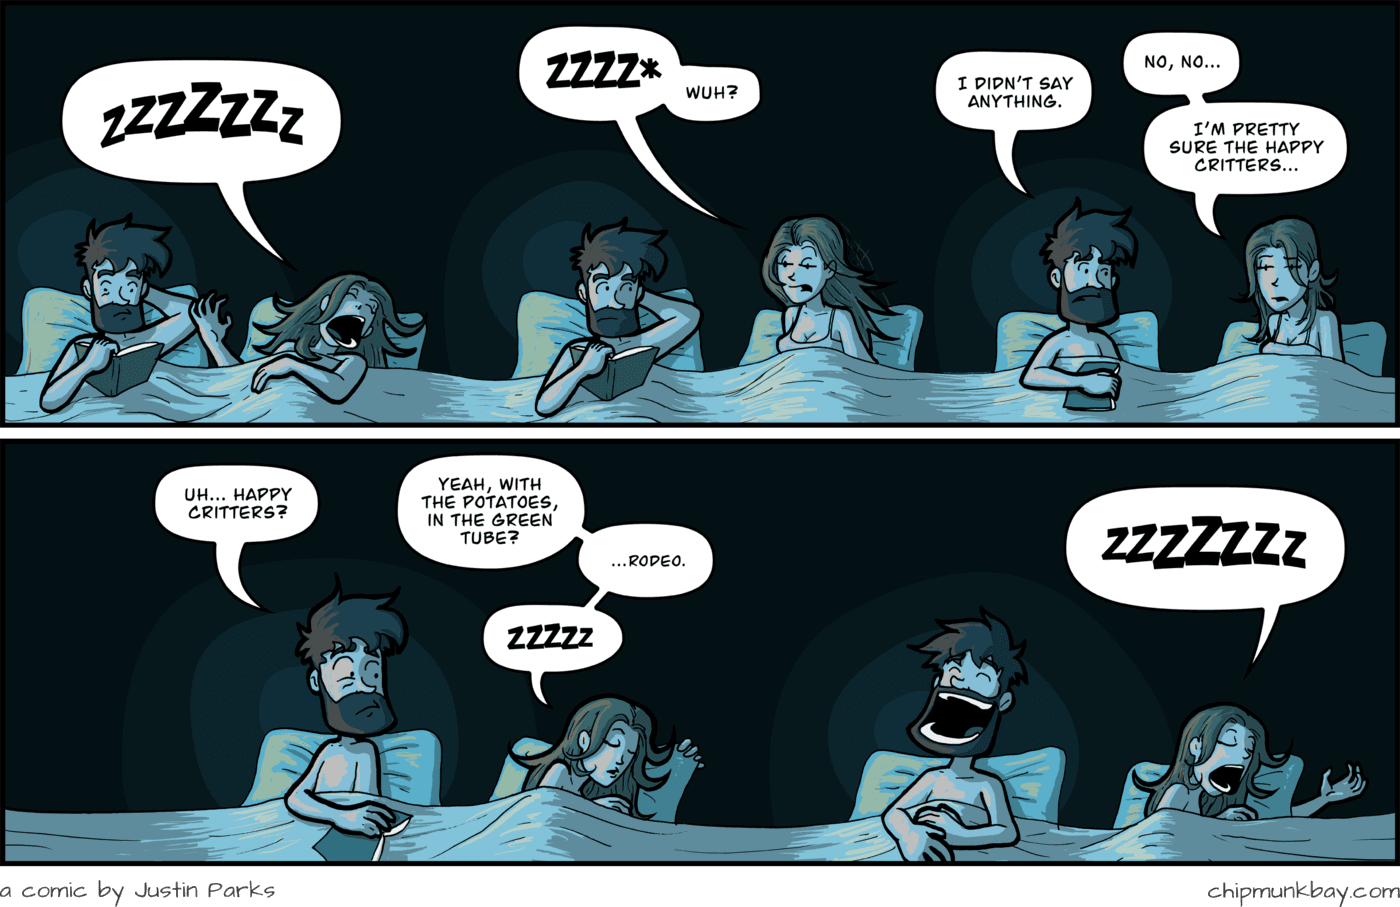 ZZZZZZZ
ZZZZ*
WUH?
I DIDN'T SAY
ANYTHING.
NO, NO...
I'M PRETTY
SURE THE HAPPY
CRITTERS...
UH... HAPPY
CRITTERS?
YEAH, WITH
THE POTATOES,
IN THE GREEN
TUBE?
...RODEO.
ZZZZZ
ZZZZZZZ
a comic by Justin Parks
chipmunkbay.com